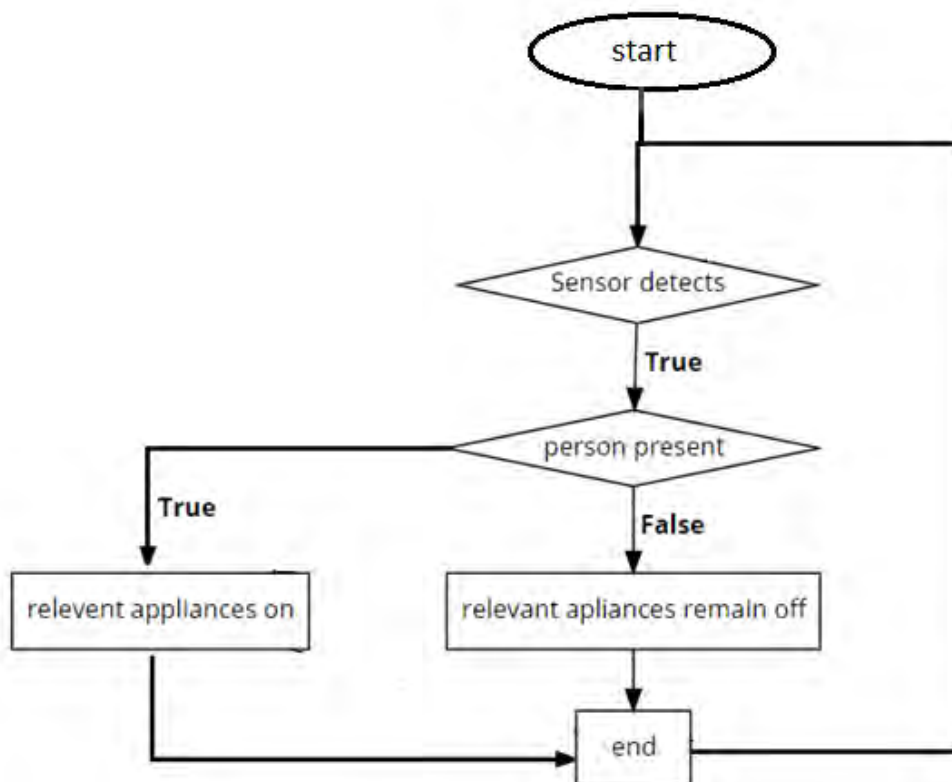 start
Sensor detects
True
person present
True
False
relevent appliances on
relevant apliances remain off
end